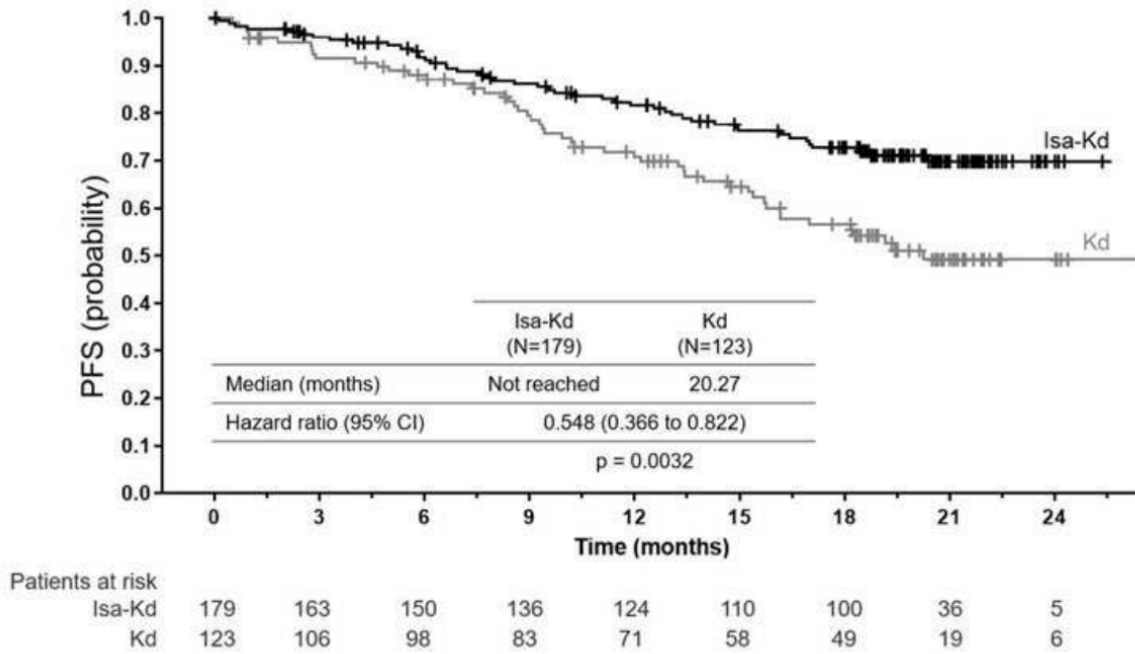 1.0
0.9
0.8
0.7
0.6
0.5
0.4
0.3
0.2
0.1
0.0
PFS (probability)
Isa-Kd
Kd
Isa-Kd Kd
(N=179) (N=123)
Median (months) Not reached 20.27
Hazard ratio (95% CI) 0.548 (0.366 to 0.822)
p = 0.0032
0 3 6 9 12 15 18 21 24
Time (months)
Patients at risk
Isa-Kd 179 163 150 136 124 110 100 36 5
Kd 123 106 98 83 71 58 49 19 6